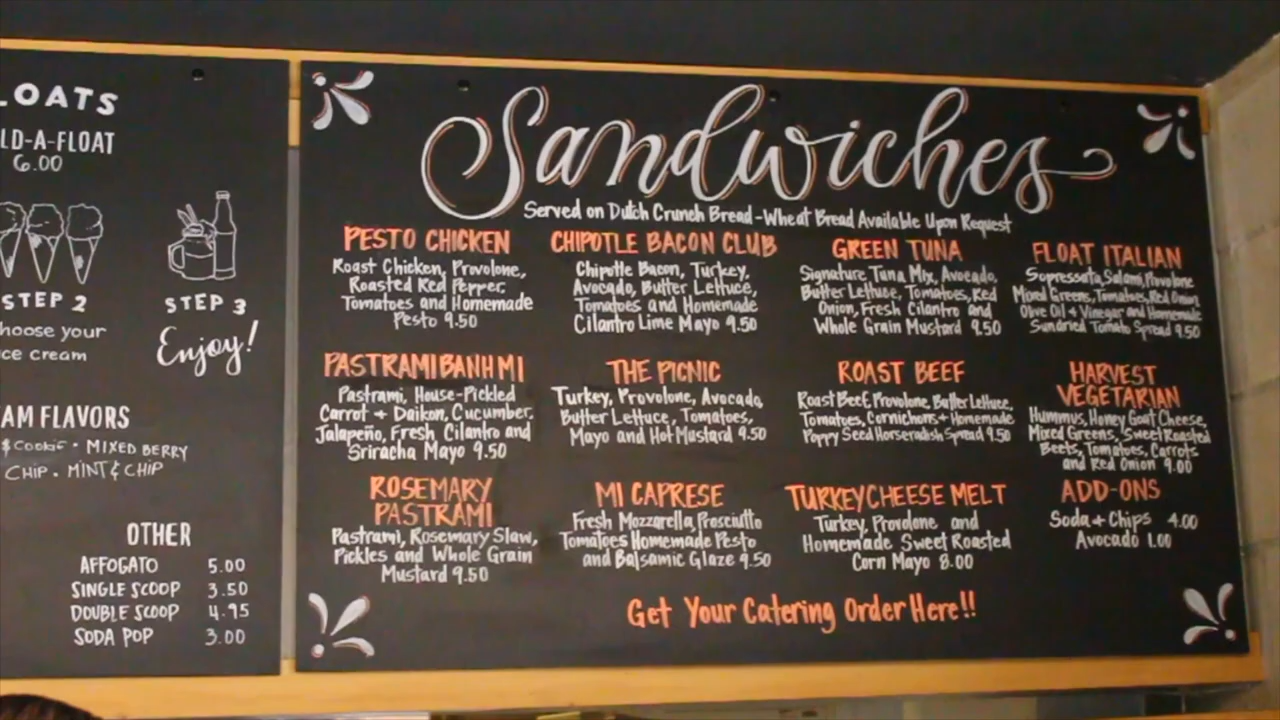 LOATS
LD-A-FLOAT
6.00
STEP 2
hoose your
ce cream
STEP 3
Enjoy!
AM FLAVORS
& Cookie • MIXED BERRY
CHIP • MINT & CHIP
OTHER
AFFOGATO 5.00
SINGLE SCOOP 3.50
DOUBLE SCOOP 4.95
SODA POP 3.00
Sandwiches
Served on Dutch Crunch Bread - Wheat Bread Available Upon Request
PESTO CHICKEN
Roast Chicken, Provolone,
Roasted Red Pepper,
Tomatoes and Homemade
Pesto 9.50
CHIPOTLE BACON CLUB
Chipotle Bacon, Turkey,
Avocado, Butter Lettuce,
Tomatoes and Homemade
Cilantro Lime Mayo 9.50
GREEN TUNA
Signature Tuna Mix, Avocado,
Butter Lettuce, Tomatoes, Red
Onion, Fresh Cilantro and
Whole Grain Mustard 9.50
FLOAT ITALIAN
Sopressata, Salami, Provolone
Mixed Greens, Tomatoes, Red Onion
Olive Oil + Vinegar and Homemade
Sundried Tomato Spread 9.50
PASTRAMI BANH MI
Pastrami, House-Pickled
Carrot + Daikon, Cucumber,
Jalapeño, Fresh Cilantro and
Sriracha Mayo 9.50
THE PICNIC
Turkey, Provolone, Avocado,
Butter Lettuce, Tomatoes,
Mayo and Hot Mustard 9.50
ROAST BEEF
Roast Beef, Provolone, Butter Lettuce,
Tomatoes, Cornichons + Homemade
Poppy Seed Horseradish Spread 9.50
HARVEST
VEGETARIAN
Hummus, Honey Goat Cheese,
Mixed Greens, Sweet Roasted
Beets, Tomatoes, Carrots
and Red Onion 9.00
ROSEMARY
PASTRAMI
Pastrami, Rosemary Slaw,
Pickles and Whole Grain
Mustard 9.50
MI CAPRESE
Fresh Mozzarella, Prosciutto
Tomatoes Homemade Pesto
and Balsamic Glaze 9.50
TURKEY CHEESE MELT
Turkey, Provolone, and
Homemade Sweet Roasted
Corn Mayo 8.00
ADD-ONS
Soda + Chips 4.00
Avocado 1.00
Get Your Catering Order Here!!